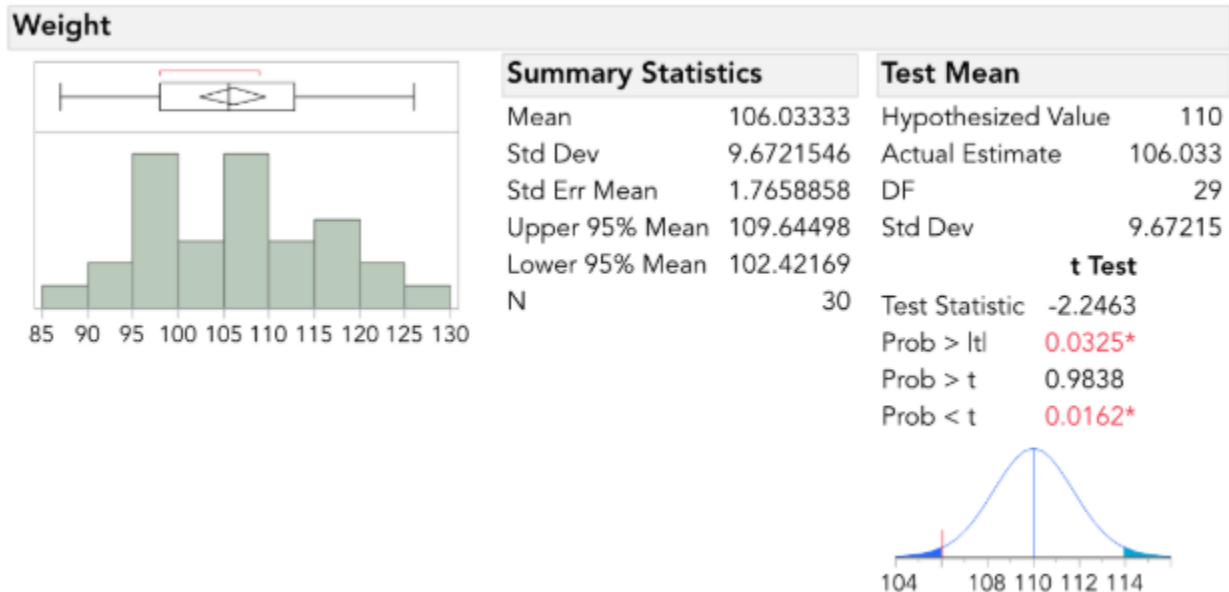 Weight
85 90 95 100 105 110 115 120 125 130
Summary Statistics
Mean 106.03333
Std Dev 9.6721546
Std Err Mean 1.7658858
Upper 95% Mean 109.64498
Lower 95% Mean 102.42169
N 30
Test Mean
Hypothesized Value 110
Actual Estimate 106.033
DF 29
Std Dev 9.67215
t Test
Test Statistic -2.2463
Prob > |t| 0.0325*
Prob > t 0.9838
Prob < t 0.0162*
104 108 110 112 114